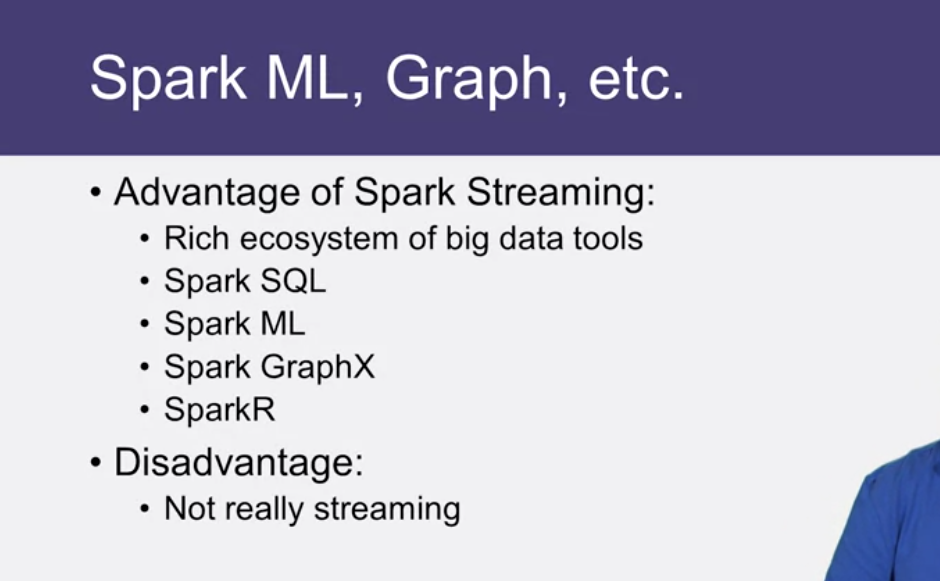 Spark ML, Graph, etc.
• Advantage of Spark Streaming:
• Rich ecosystem of big data tools
• Spark SQL
• Spark ML
• Spark GraphX
• SparkR
• Disadvantage:
• Not really streaming